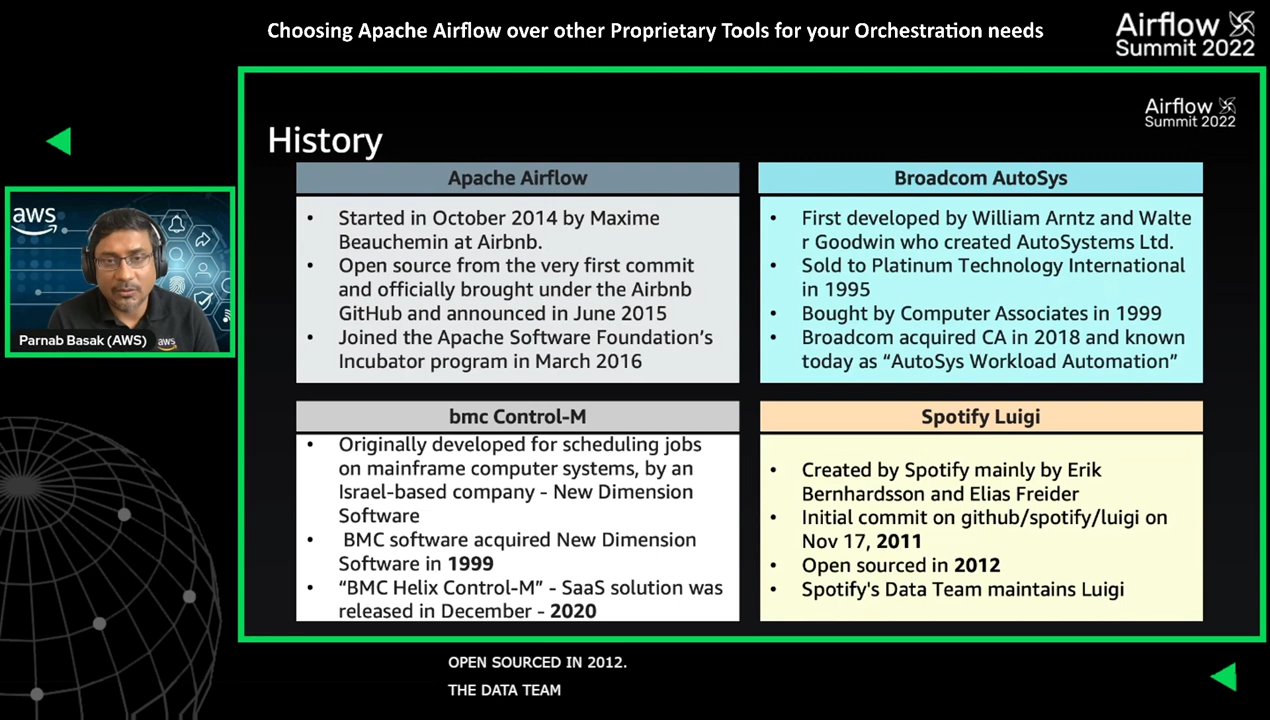 Choosing Apache Airflow over other Proprietary Tools for your Orchestration needs
Airflow
Summit 2022
Airflow
Summit 2022
History
Apache Airflow
• Started in October 2014 by Maxime
Beauchemin at Airbnb.
• Open source from the very first commit
and officially brought under the Airbnb
GitHub and announced in June 2015
• Joined the Apache Software Foundation's
Incubator program in March 2016
Broadcom AutoSys
• First developed by William Arntz and Walte
r Goodwin who created AutoSystems Ltd.
• Sold to Platinum Technology International
in 1995
• Bought by Computer Associates in 1999
• Broadcom acquired CA in 2018 and known
today as “AutoSys Workload Automation”
bmc Control-M
• Originally developed for scheduling jobs
on mainframe computer systems, by an
Israel-based company - New Dimension
Software
• BMC software acquired New Dimension
Software in 1999
• “BMC Helix Control-M” - SaaS solution was
released in December - 2020
Spotify Luigi
• Created by Spotify mainly by Erik
Bernhardsson and Elias Freider
• Initial commit on github/spotify/luigi on
Nov 17, 2011
• Open sourced in 2012
• Spotify's Data Team maintains Luigi
aws
Parnab Basak (AWS)
aws
OPEN SOURCED IN 2012.
THE DATA TEAM